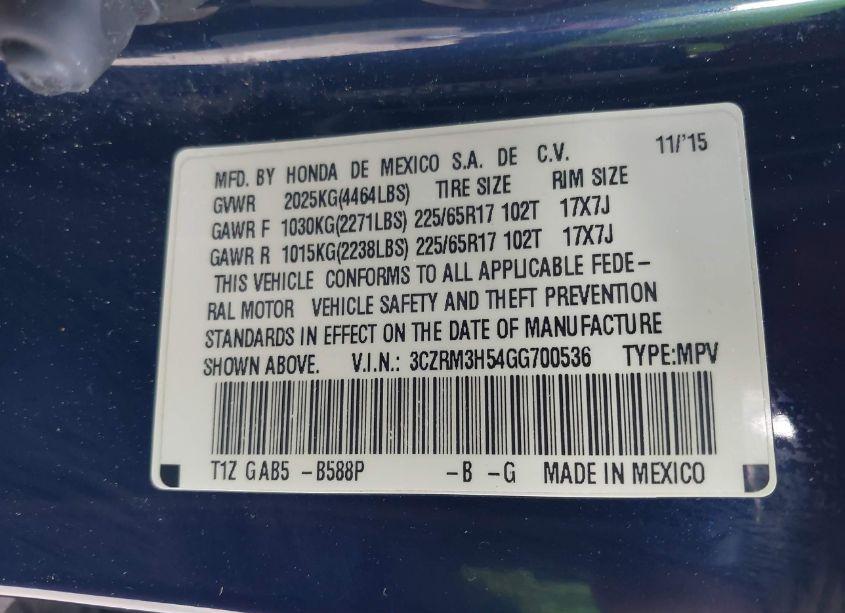 MFD. BY HONDA DE MEXICO S.A. DE C.V. 11/'15
GVWR 2025KG(4464LBS) TIRE SIZE RIM SIZE
GAWR F 1030KG(2271LBS) 225/65R17 102T 17X7J
GAWR R 1015KG(2238LBS) 225/65R17 102T 17X7J
THIS VEHICLE CONFORMS TO ALL APPLICABLE FEDE-
RAL MOTOR VEHICLE SAFETY AND THEFT PREVENTION
STANDARDS IN EFFECT ON THE DATE OF MANUFACTURE
SHOWN ABOVE. V.I.N.: 3CZRM3H54GG700536 TYPE:MPV
T1Z GAB5 -B588P -B -G MADE IN MEXICO